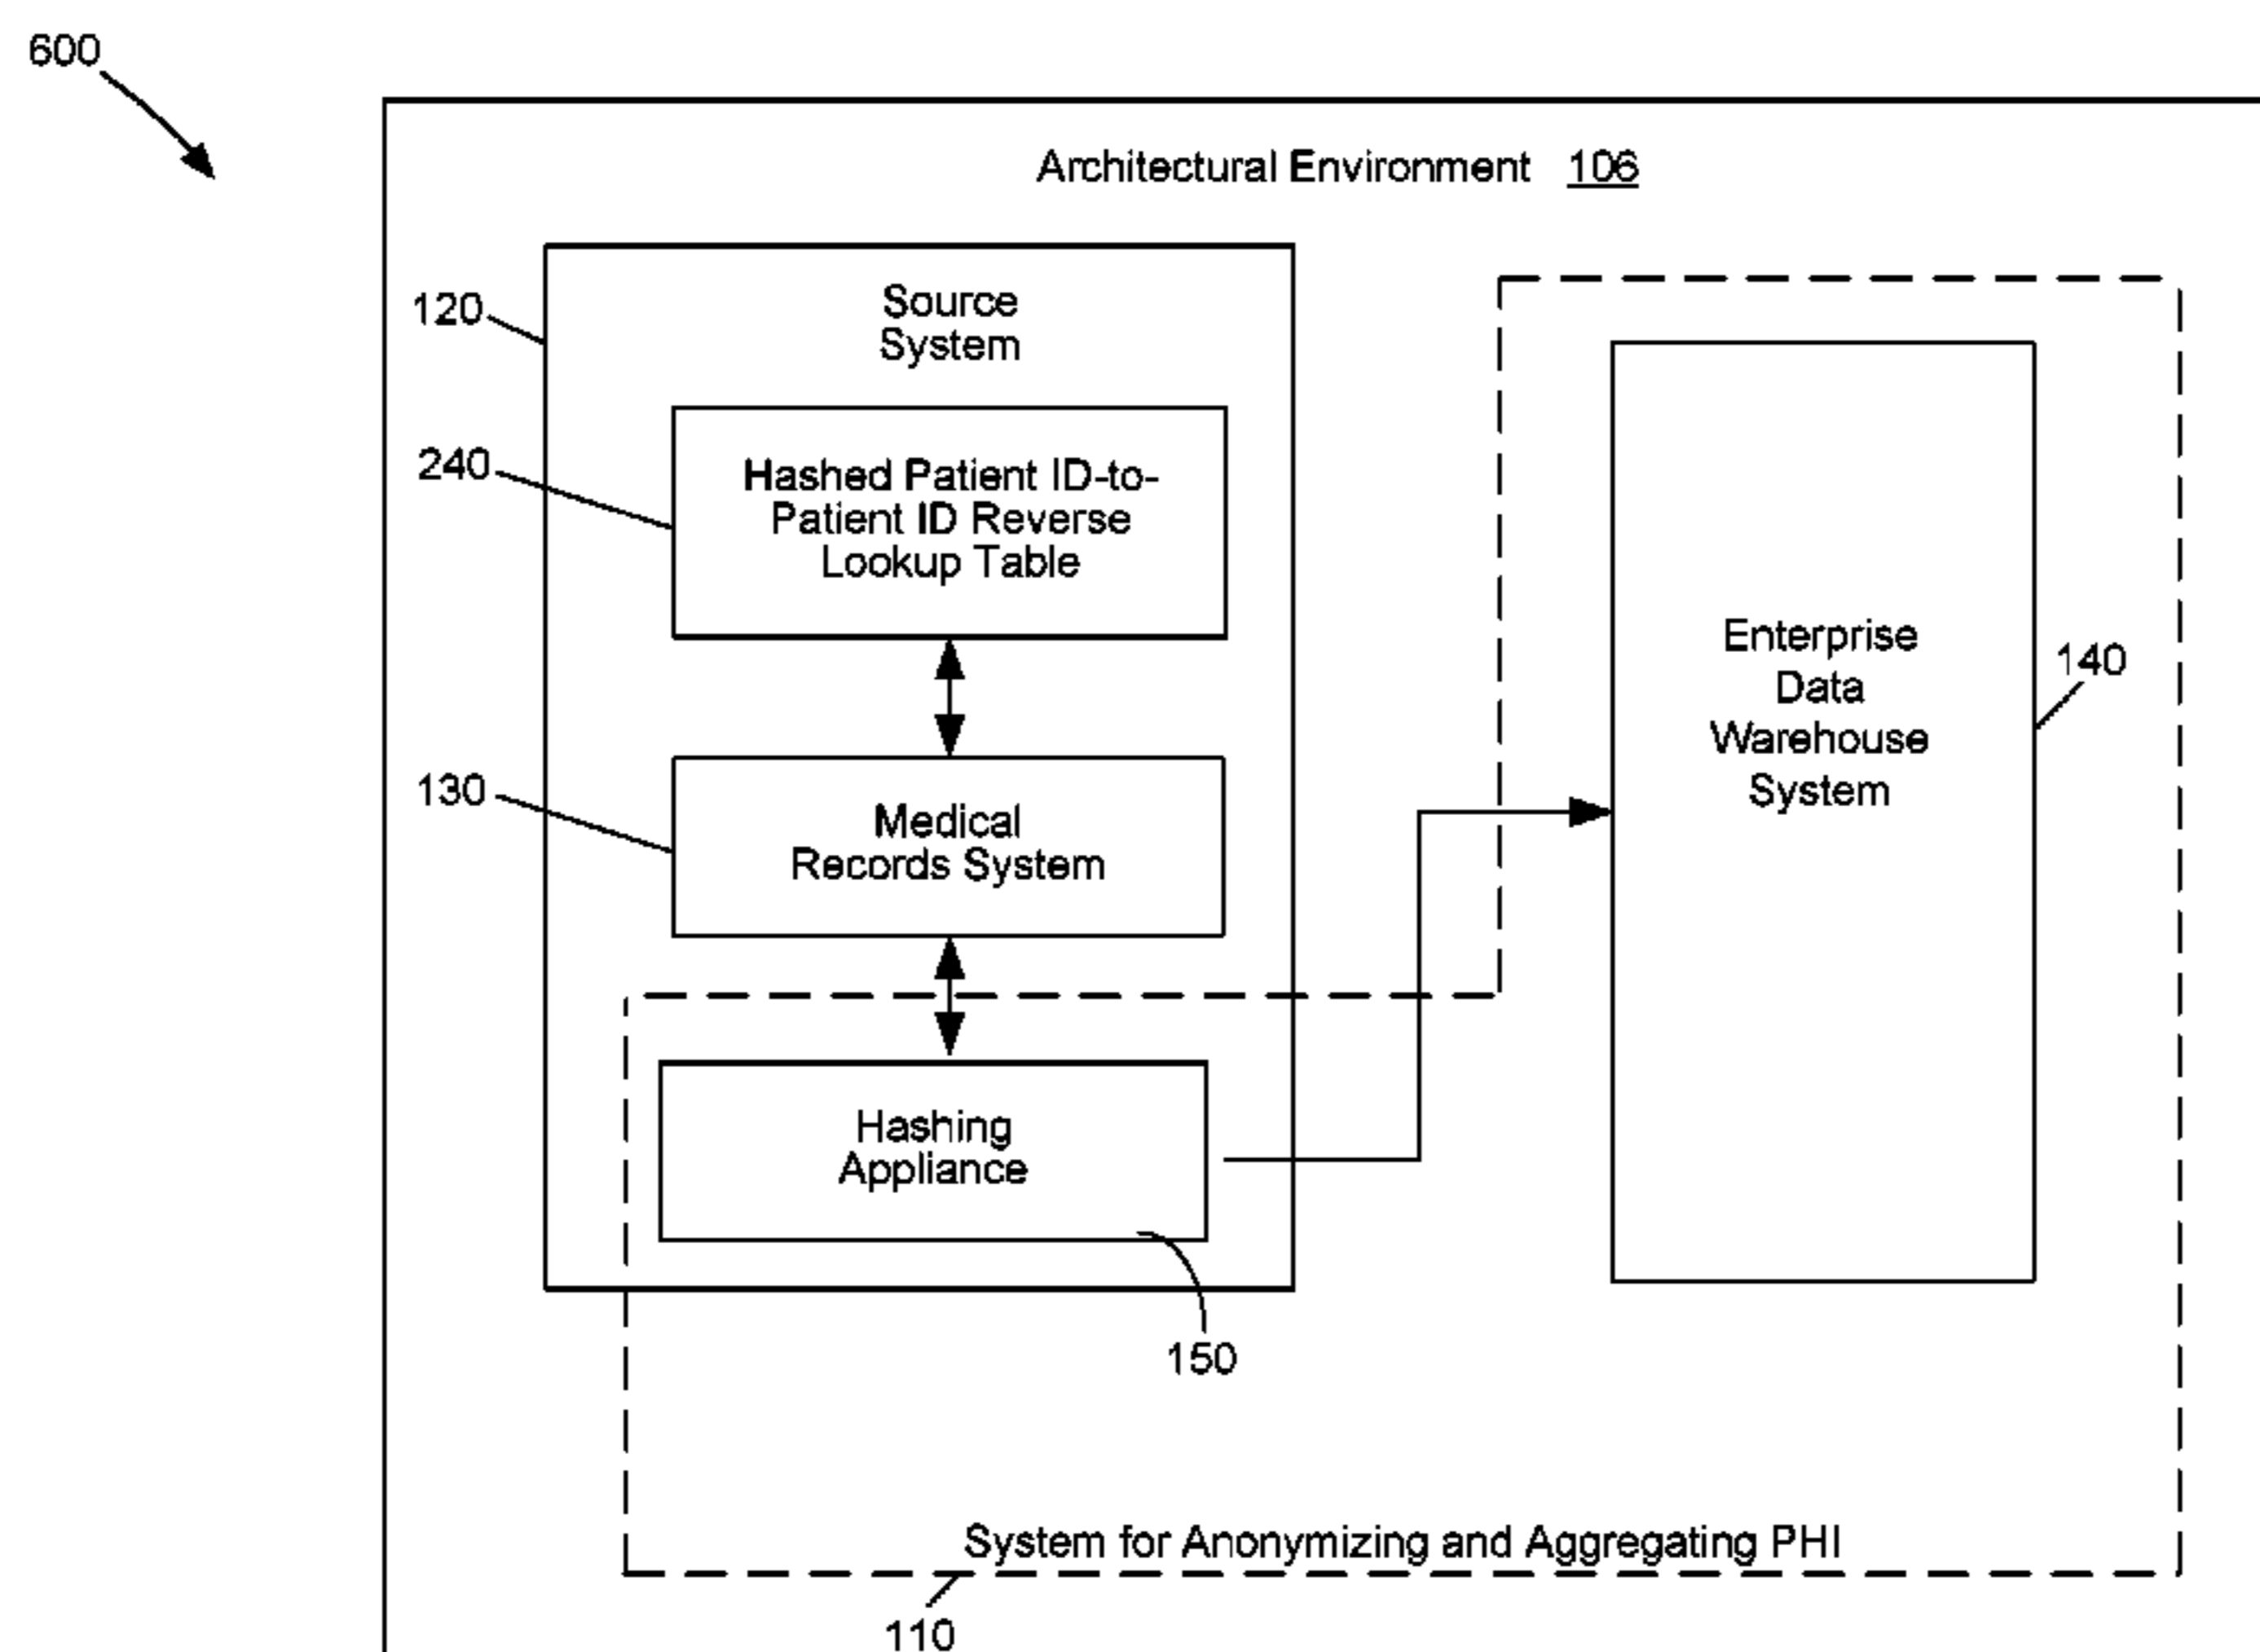 600
Architectural Environment 106
120
Source
System
240
Hashed Patient ID-to-
Patient ID Reverse
Lookup Table
130
Medical
Records System
Hashing
Appliance
150
Enterprise
Data
Warehouse
System
140
System for Anonymizing and Aggregating PHI
110